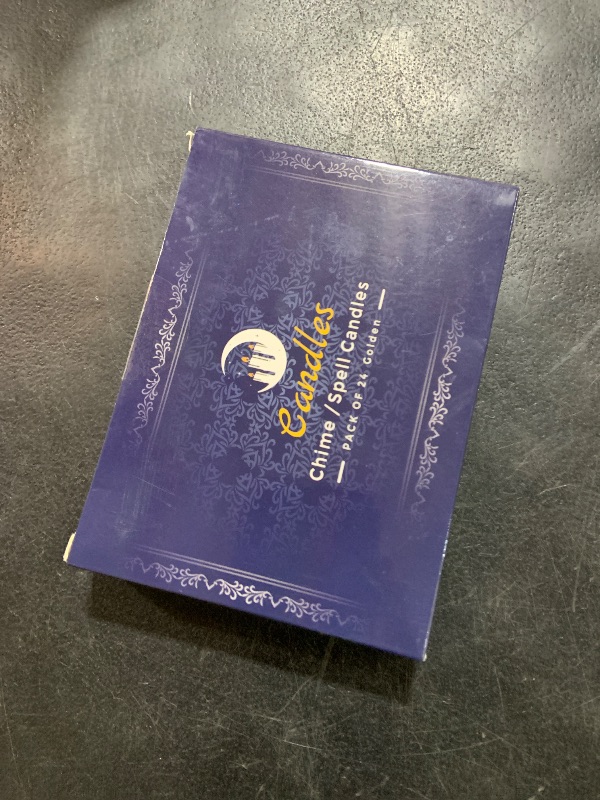 Candles
Chime / Spell Candles
PACK OF 24 Golden